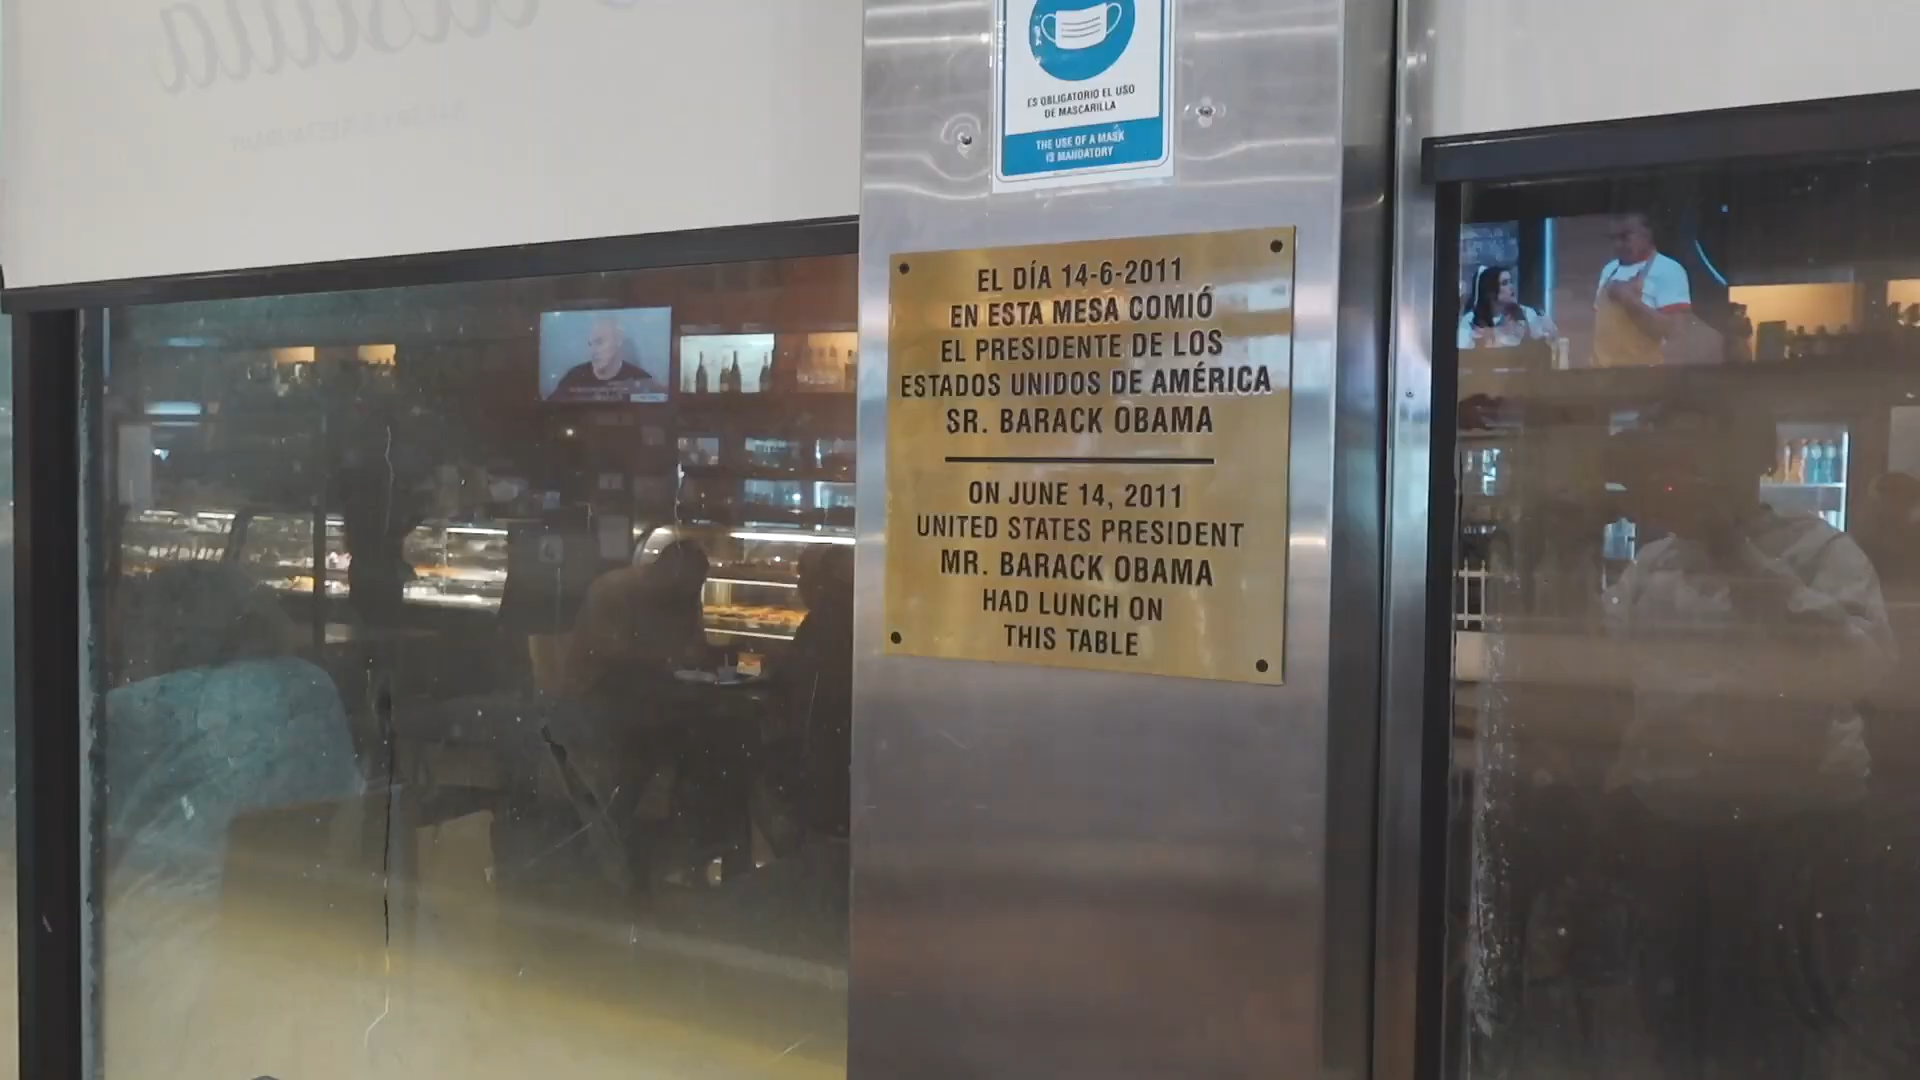 ES OBLIGATORIO EL USO
DE MASCARILLA
THE USE OF A MASK
IS MANDATORY
EL DÍA 14-6-2011
EN ESTA MESA COMIÓ
EL PRESIDENTE DE LOS
ESTADOS UNIDOS DE AMÉRICA
SR. BARACK OBAMA
ON JUNE 14, 2011
UNITED STATES PRESIDENT
MR. BARACK OBAMA
HAD LUNCH ON
THIS TABLE